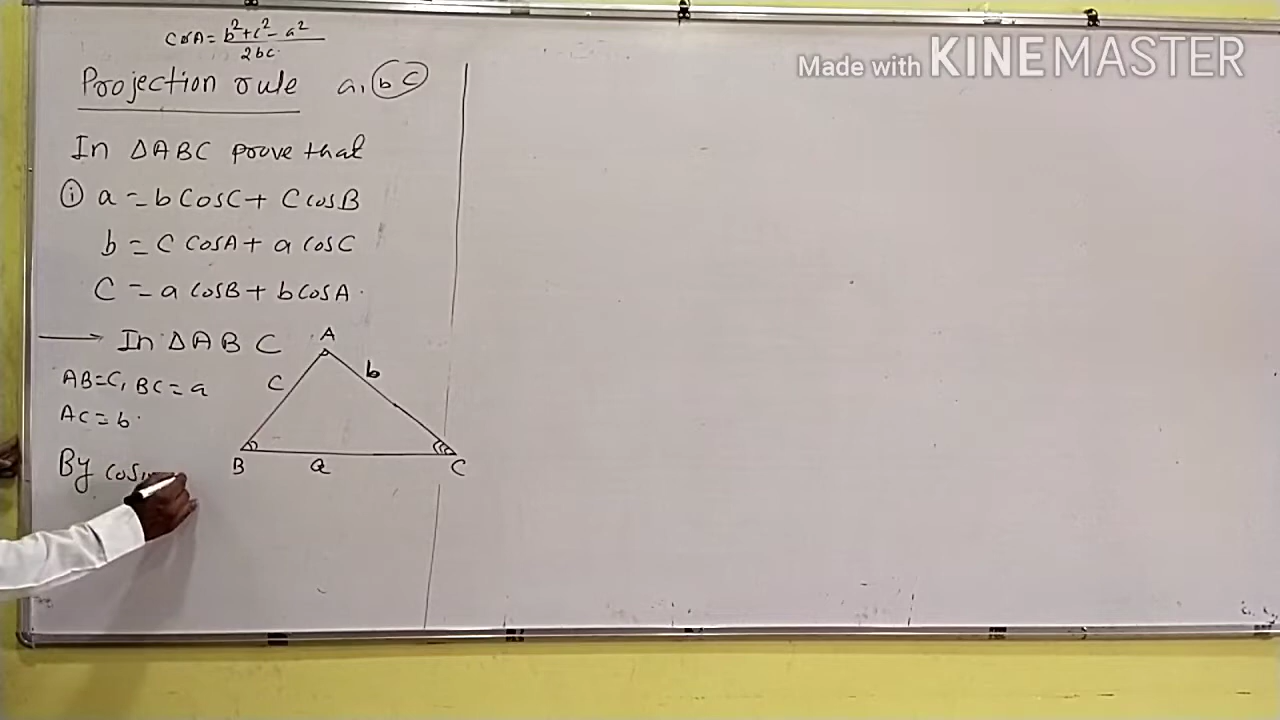 cosA = b²+c²-a² / 2bc
Projection rule a, b c
In ΔABC prove that
(i) a = b cosC + c cosB
b = c cosA + a cosC
c = a cosB + b cosA.
→ In ΔABC
AB=c, BC=a
AC=b.
A
c
b
B
a
C
By
Made with KINEMASTER